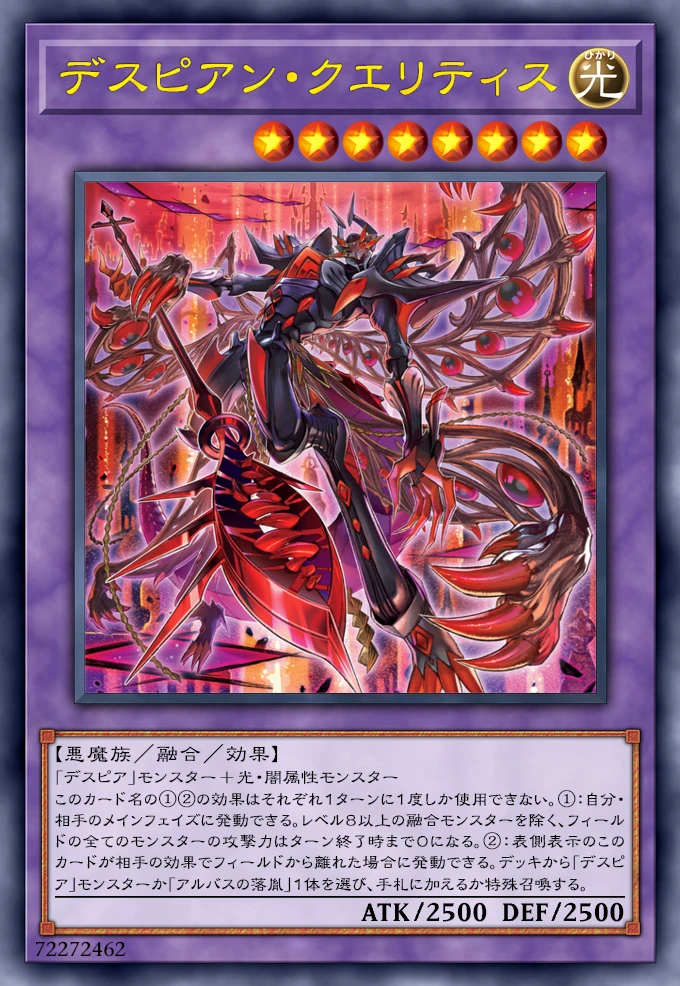 デスピアン・クエリティス
ひかり
光
【悪魔族／融合／効果】
「デスピア」モンスター＋光・闇属性モンスター
このカード名の①②の効果はそれぞれ1ターンに1度しか使用できない。①：自分・
相手のメインフェイズに発動できる。レベル8以上の融合モンスターを除く、フィール
ドの全てのモンスターの攻撃力はターン終了時まで0になる。②：表側表示のこの
カードが相手の効果でフィールドから離れた場合に発動できる。デッキから「デスピ
ア」モンスターか「アルバスの落胤」1体を選び、手札に加えるか特殊召喚する。
ATK/2500 DEF/2500
72272462